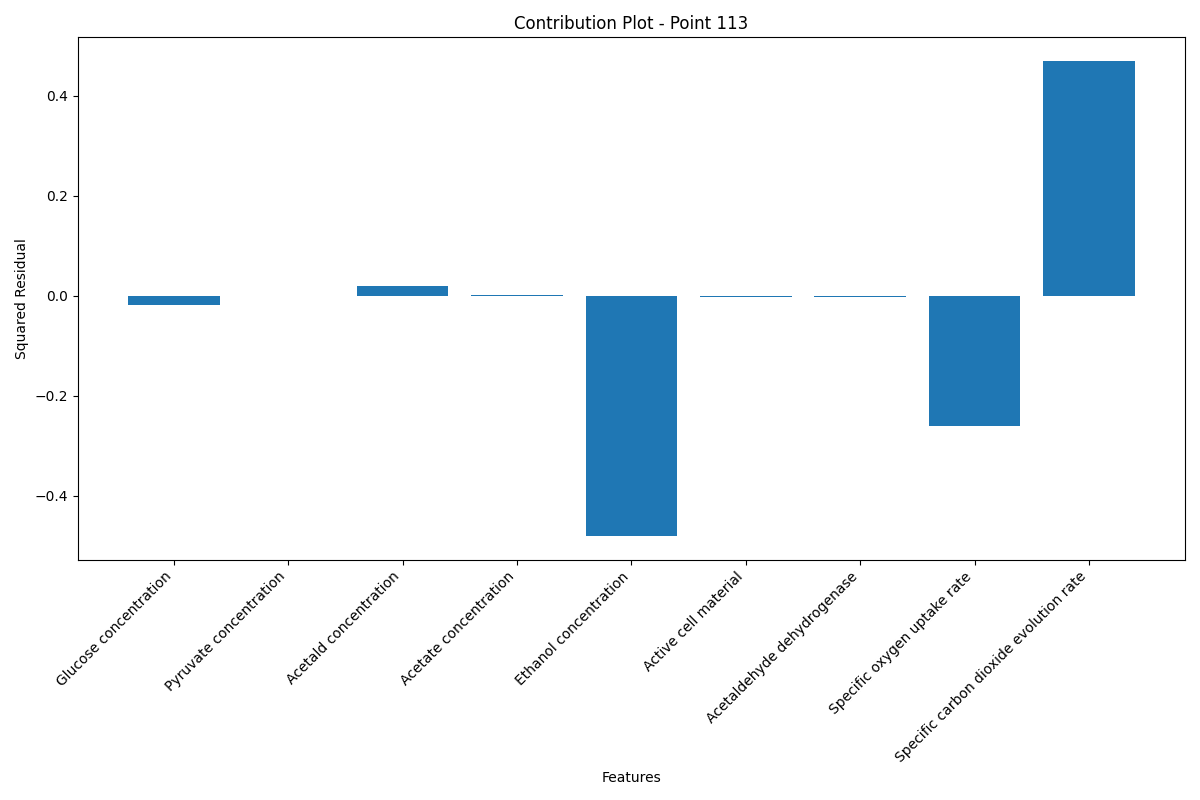 Contribution Plot - Point 113
Squared Residual
0.4
0.2
0.0
−0.2
−0.4
Glucose concentration
Pyruvate concentration
Acetald concentration
Acetate concentration
Ethanol concentration
Active cell material
Acetaldehyde dehydrogenase
Specific oxygen uptake rate
Specific carbon dioxide evolution rate
Features